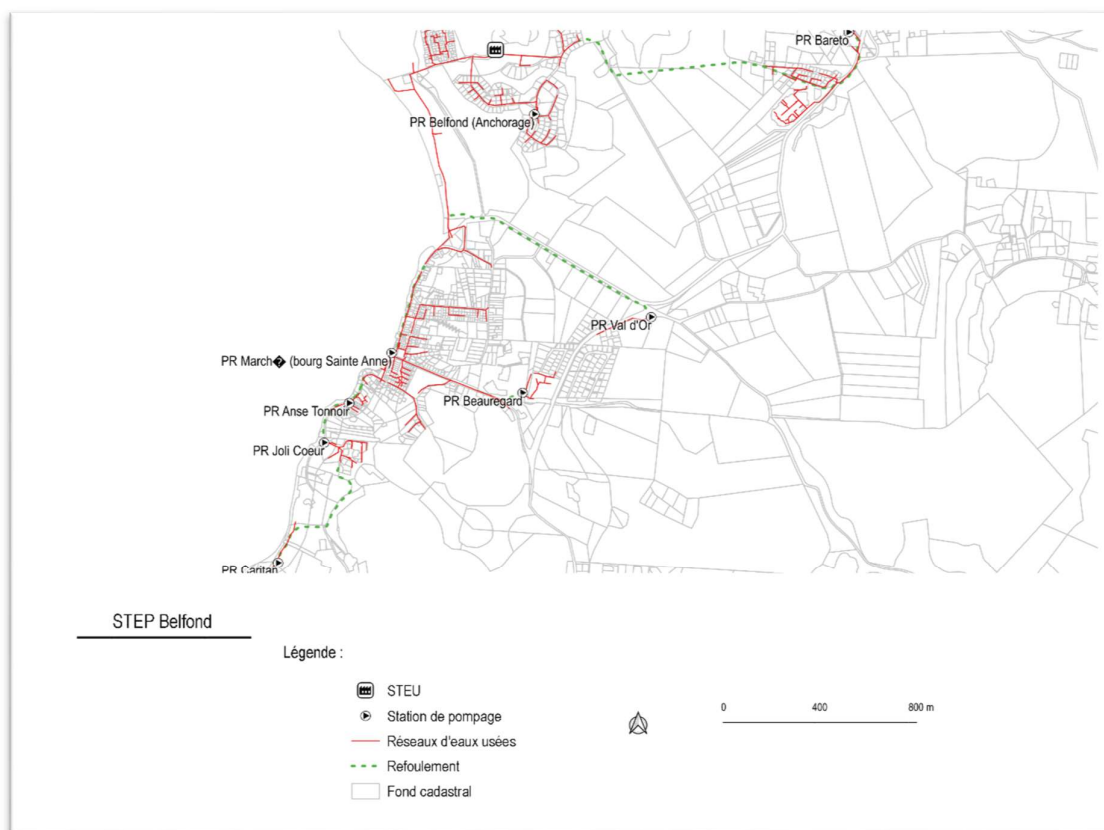 PR Bareto
PR Belfond (Anchorage)
PR Val d'Or
PR March� (bourg Sainte Anne)
PR Beauregard
PR Anse Tonnoir
PR Joli Coeur
PR Caritan
STEP Belfond
Légende :
STEU
Station de pompage
Réseaux d'eaux usées
Refoulement
Fond cadastral
0 400 800 m